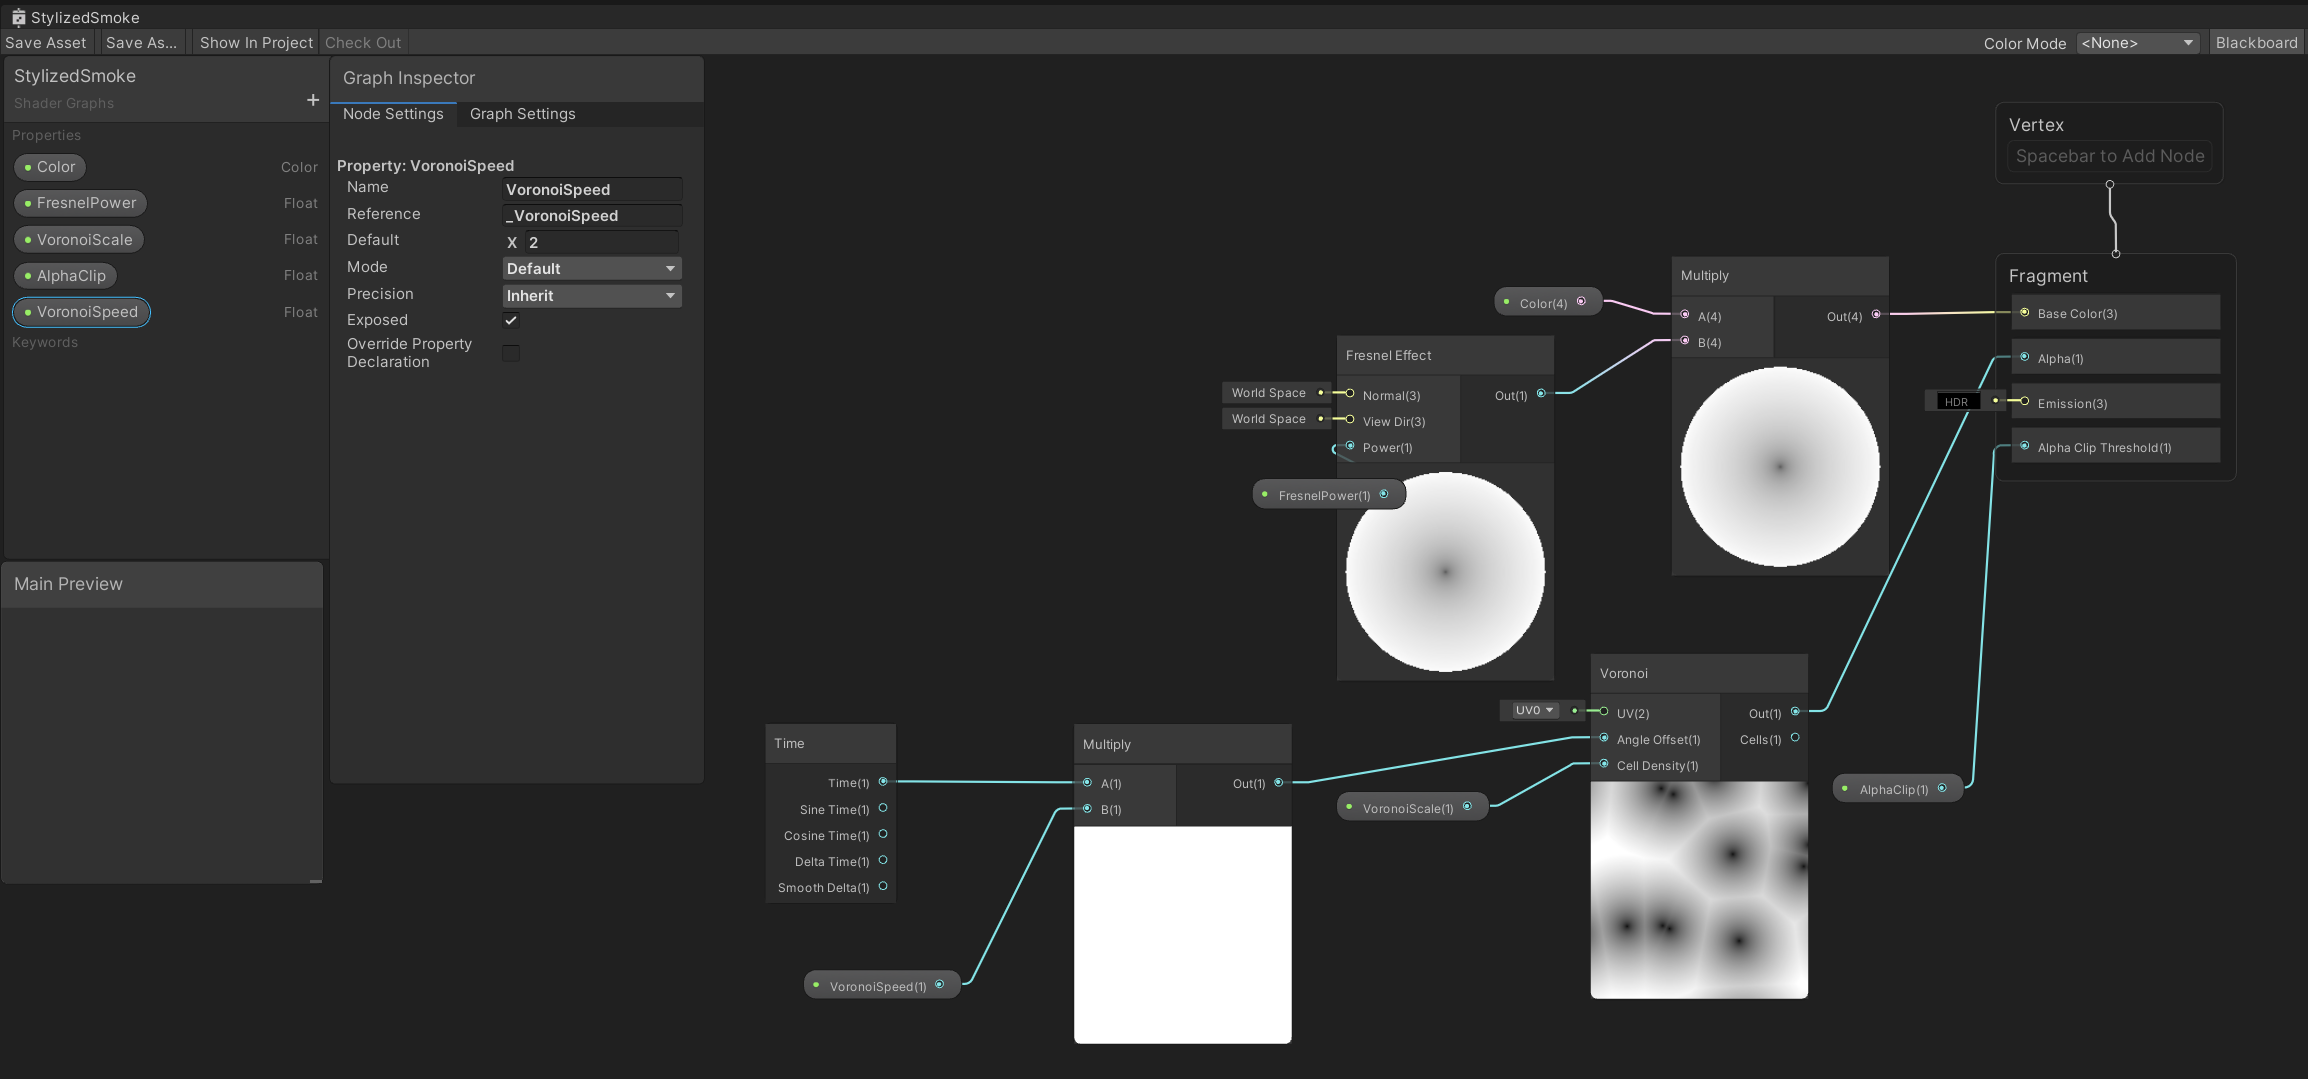 StylizedSmoke
Save Asset
Save As...
Show In Project
Check Out
Color Mode
<None>
Blackboard
StylizedSmoke
Shader Graphs
+
Properties
Color
Color
FresnelPower
Float
VoronoiScale
Float
AlphaClip
Float
VoronoiSpeed
Float
Keywords
Main Preview
Graph Inspector
Node Settings
Graph Settings
Property: VoronoiSpeed
Name
VoronoiSpeed
Reference
_VoronoiSpeed
Default
X 2
Mode
Default
Precision
Inherit
Exposed
Override Property
Declaration
Vertex
Spacebar to Add Node
Fragment
Base Color(3)
Alpha(1)
HDR
Emission(3)
Alpha Clip Threshold(1)
Color(4)
Multiply
A(4)
Out(4)
B(4)
Fresnel Effect
World Space
Normal(3)
Out(1)
World Space
View Dir(3)
Power(1)
FresnelPower(1)
Voronoi
UV0
UV(2)
Out(1)
Angle Offset(1)
Cells(1)
Cell Density(1)
VoronoiScale(1)
AlphaClip(1)
Time
Time(1)
Sine Time(1)
Cosine Time(1)
Delta Time(1)
Smooth Delta(1)
Multiply
A(1)
Out(1)
B(1)
VoronoiSpeed(1)